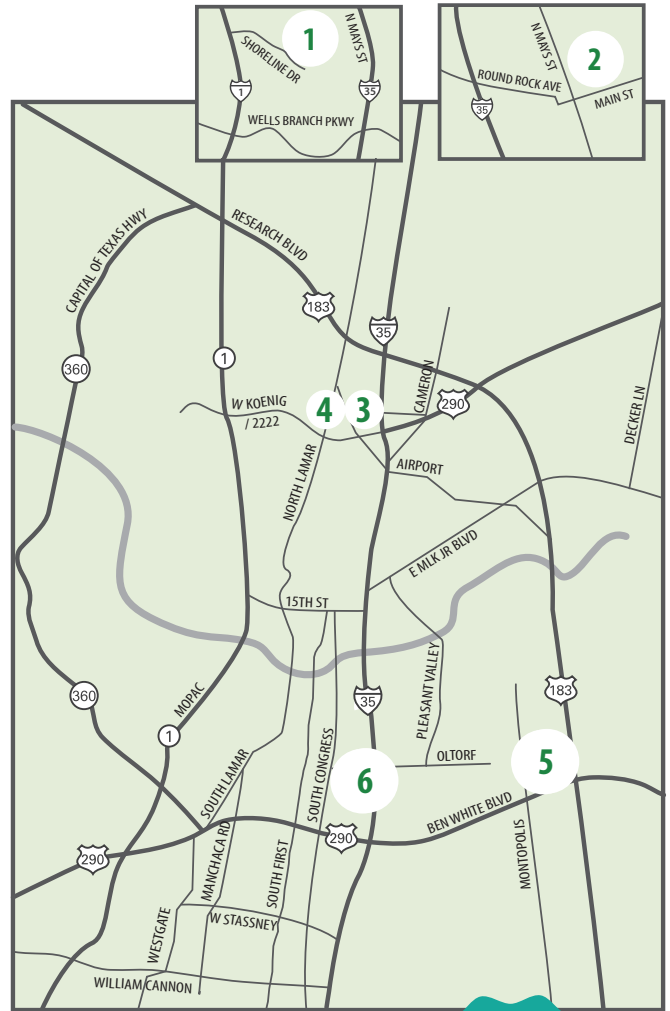 1
SHORELINE DR
N MAYS ST
1
35
WELLS BRANCH PKWY
N MAYS ST
2
ROUND ROCK AVE
MAIN ST
35
CAPITAL OF TEXAS HWY
RESEARCH BLVD
183
35
360
1
CAMERON
W KOENIG
/ 2222
4
3
290
DECKER LN
NORTH LAMAR
AIRPORT
E MLK JR BLVD
15TH ST
PLEASANT VALLEY
360
MOPAC
35
183
1
SOUTH LAMAR
SOUTH CONGRESS
OLTORF
5
6
MANCHACA RD
290
BEN WHITE BLVD
290
SOUTH FIRST
MONTOPOLIS
WESTGATE
W STASSNEY
WILLIAM CANNON